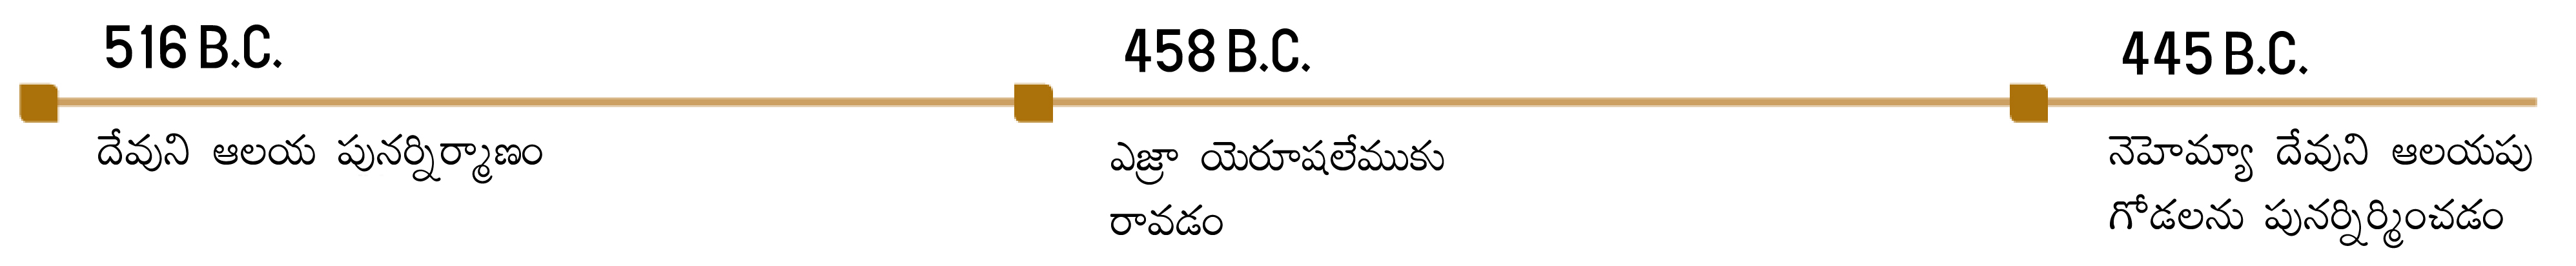 516 B.C.
458 B.C.
445 B.C.
దేవుని ఆలయ పునర్నిర్మాణం
ఎజ్రా యెరూషలేముకు
రావడం
నెహెమ్యా దేవుని ఆలయపు
గోడలను పునర్నిర్మించడం